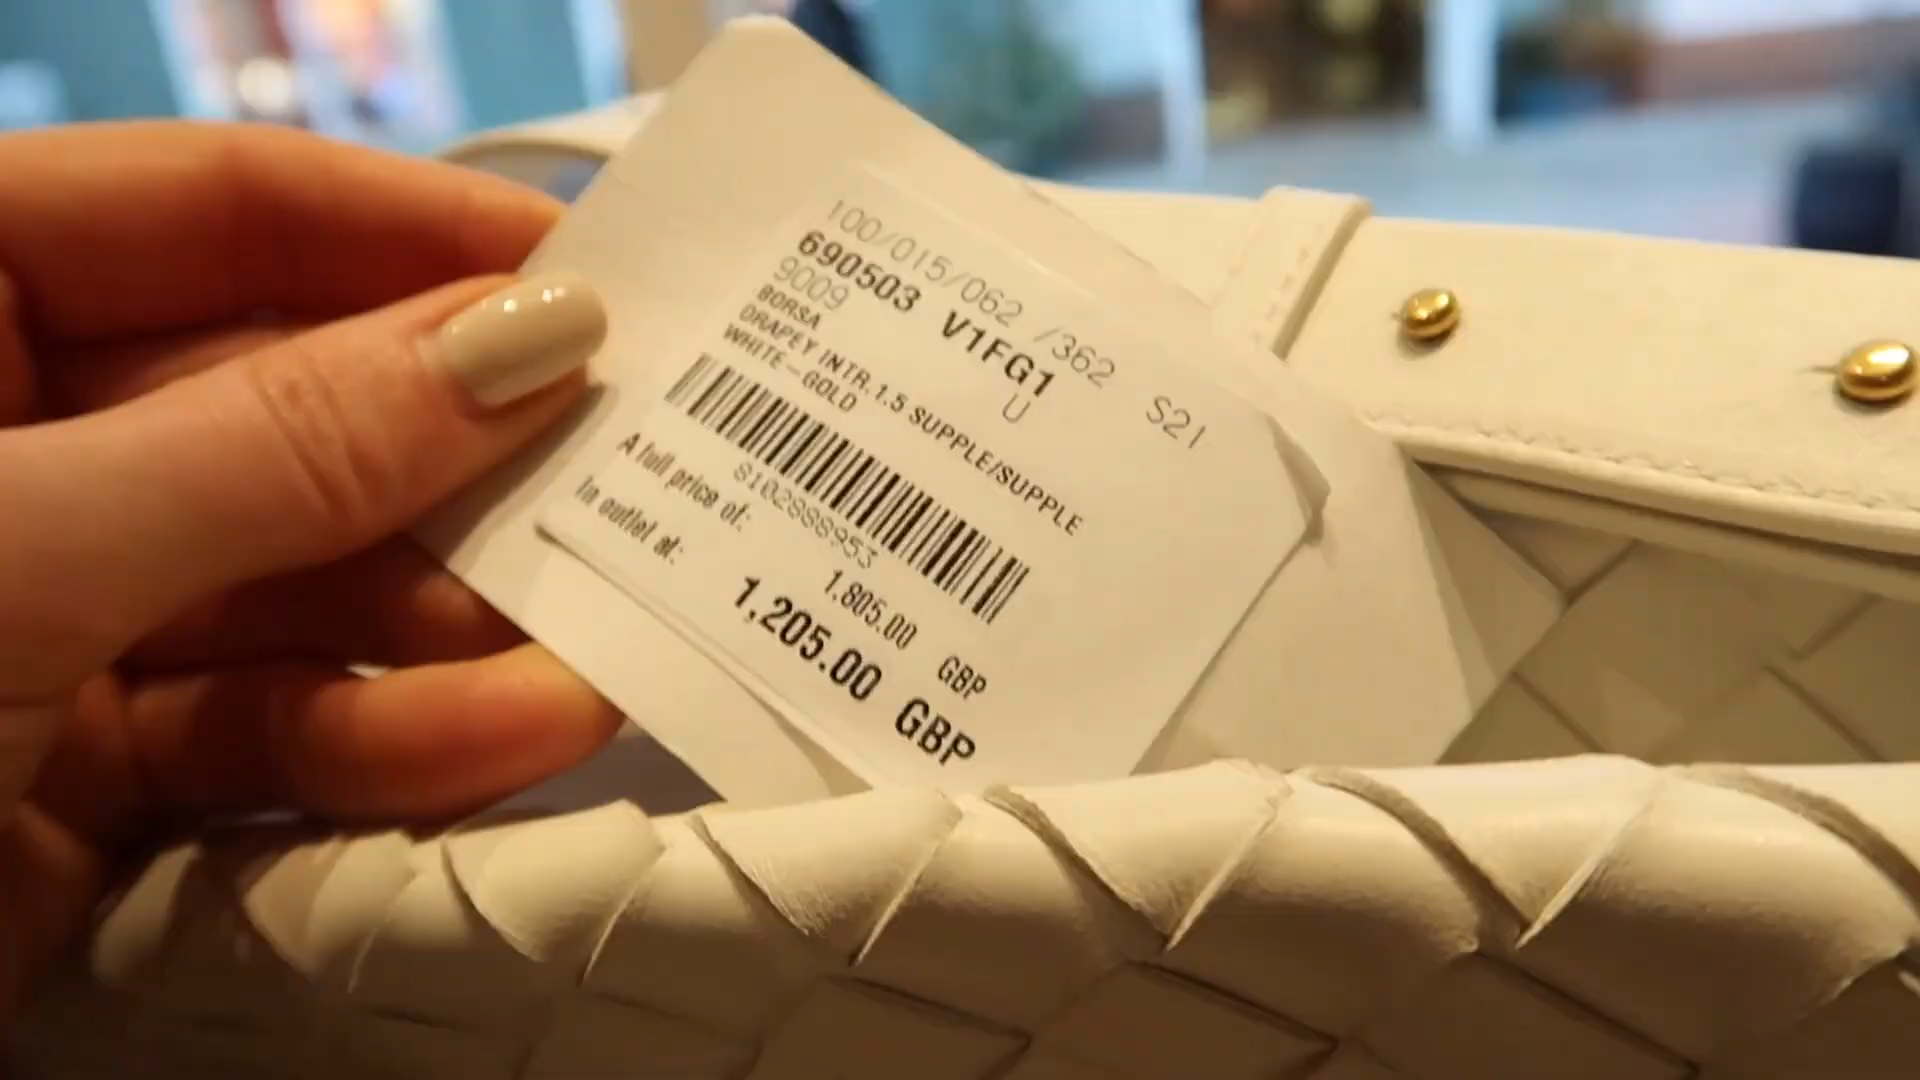 100/015/062 /362 S21
690503 V1FG1
9009 U
BORSA
DRAPEY INTR.1.5 SUPPLE/SUPPLE
WHITE-GOLD
8102888953
A full price of: 1.805.00 GBP
In outlet at: 1,205.00 GBP